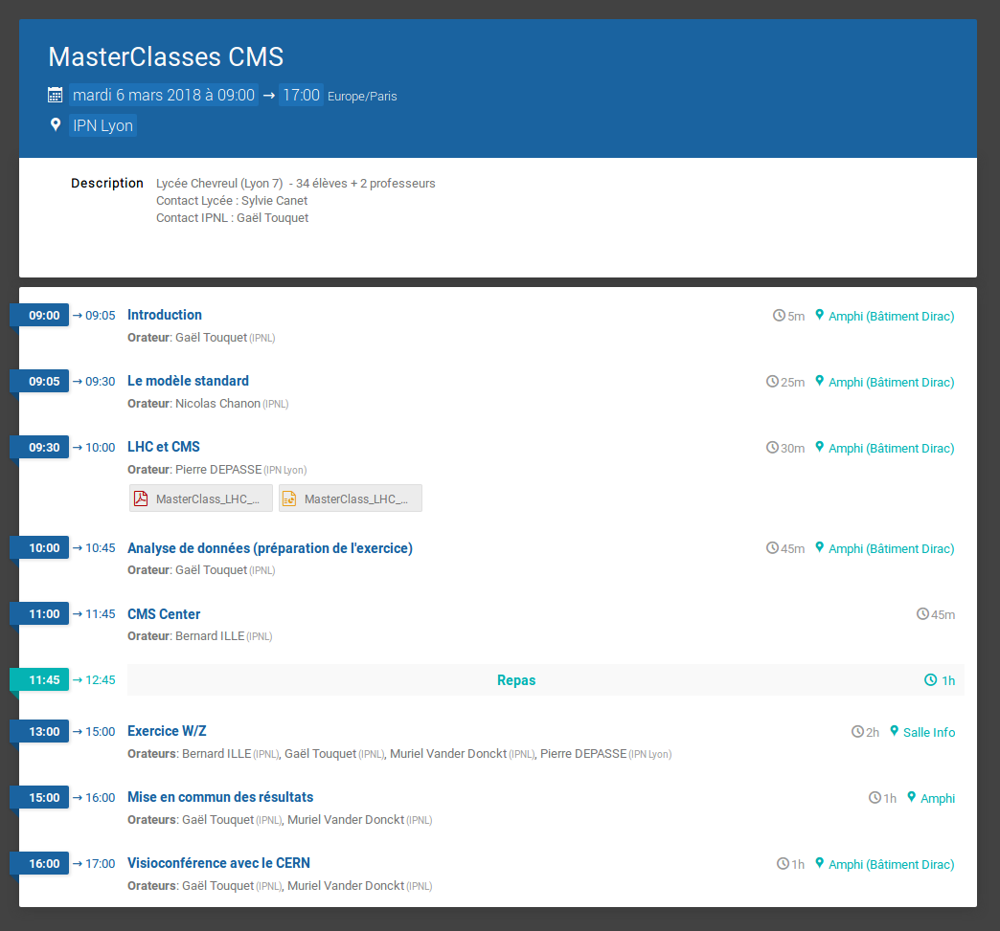 MasterClasses CMS
mardi 6 mars 2018 à 09:00 → 17:00 Europe/Paris
IPN Lyon
Description Lycée Chevreul (Lyon 7) - 34 élèves + 2 professeurs
Contact Lycée : Sylvie Canet
Contact IPNL : Gaël Touquet
09:00 → 09:05 Introduction 5m Amphi (Bâtiment Dirac)
Orateur: Gaël Touquet (IPNL)
09:05 → 09:30 Le modèle standard 25m Amphi (Bâtiment Dirac)
Orateur: Nicolas Chanon (IPNL)
09:30 → 10:00 LHC et CMS 30m Amphi (Bâtiment Dirac)
Orateur: Pierre DEPASSE (IPN Lyon)
MasterClass_LHC_... MasterClass_LHC_...
10:00 → 10:45 Analyse de données (préparation de l'exercice) 45m Amphi (Bâtiment Dirac)
Orateur: Gaël Touquet (IPNL)
11:00 → 11:45 CMS Center 45m
Orateur: Bernard ILLE (IPNL)
11:45 → 12:45 Repas 1h
13:00 → 15:00 Exercice W/Z 2h Salle Info
Orateurs: Bernard ILLE (IPNL), Gaël Touquet (IPNL), Muriel Vander Donckt (IPNL), Pierre DEPASSE (IPN Lyon)
15:00 → 16:00 Mise en commun des résultats 1h Amphi
Orateurs: Gaël Touquet (IPNL), Muriel Vander Donckt (IPNL)
16:00 → 17:00 Visioconférence avec le CERN 1h Amphi (Bâtiment Dirac)
Orateurs: Gaël Touquet (IPNL), Muriel Vander Donckt (IPNL)